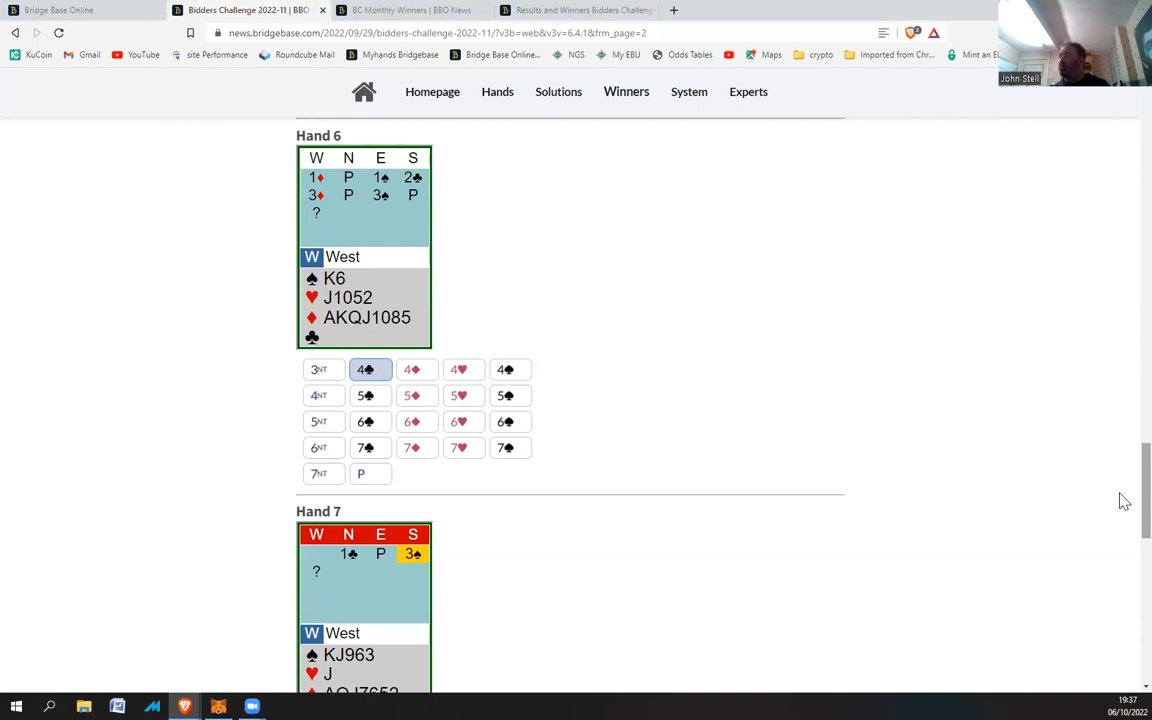 Bridge Base Online
Bidders Challenge 2022-11 | BBO
BC Monthly Winners | BBO News
Results and Winners Bidders Challenge
news.bridgebase.com/2022/09/29/bidders-challenge-2022-11/?v3b=web&v3v=6.4.1&frm_page=2
KuCoin Gmail YouTube site Performance Roundcube Mail Myhands Bridgebase Bridge Base Online... NGS My EBU Odds Tables Maps crypto Imported from Chr... Mint an E
John Stell
Homepage Hands Solutions Winners System Experts
Hand 6
W N E S
1♦ P 1♠ 2♣
3♦ P 3♠ P
?
W West
♠ K6
♥ J1052
♦ AKQJ1085
♣
3NT 4♣ 4♦ 4♥ 4♠
4NT 5♣ 5♦ 5♥ 5♠
5NT 6♣ 6♦ 6♥ 6♠
6NT 7♣ 7♦ 7♥ 7♠
7NT P
Hand 7
W N E S
1♣ P 3♠
?
W West
♠ KJ963
♥ J
♦ AQJ7652
19:37
06/10/2022